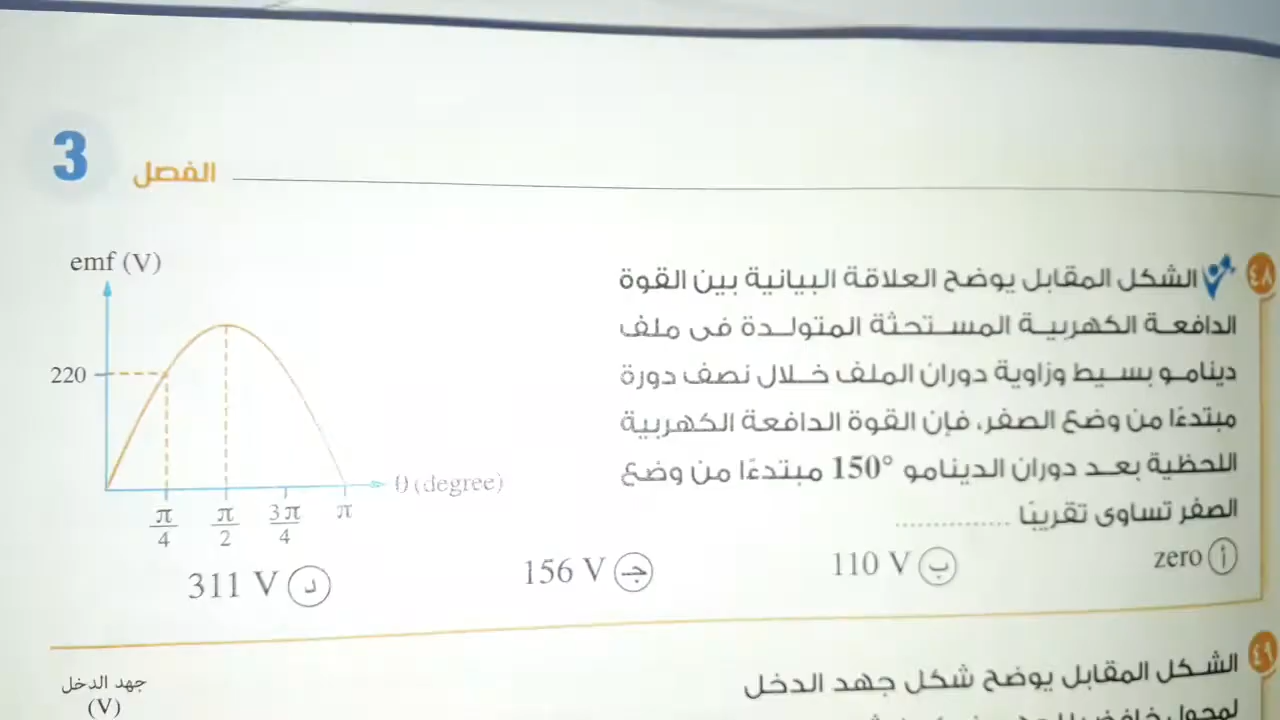 الفصل 3
٤٨ الشكل المقابل يوضح العلاقة البيانية بين القوة
الدافعة الكهربية المستحثة المتولدة فى ملف
دينامو بسيط وزاوية دوران الملف خلال نصف دورة
مبتدءًا من وضع الصفر، فإن القوة الدافعة الكهربية
اللحظية بعد دوران الدينامو 150° مبتدءًا من وضع
الصفر تساوى تقريبًا ...............
emf (V)
220
θ (degree)
π/4 π/2 3π/4 π
أ zero ب 110 V جـ 156 V د 311 V
٤٩ الشكل المقابل يوضح شكل جهد الدخل
جهد الدخل
(V)